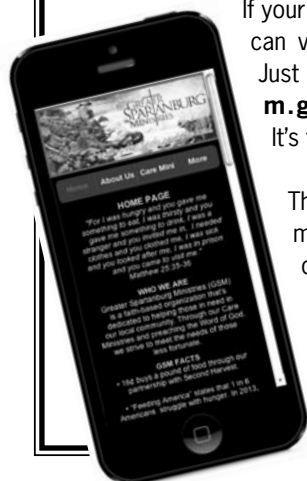 If your
can v
Just
m.g
It's
Th
m
c
GREATER
SPARTANBURG
MINISTRIES
Home About Us Care Mini More
HOME PAGE
"For I was hungry and you gave me
something to eat, I was thirsty and you
gave me something to drink, I was a
stranger and you invited me in, I needed
clothes and you clothed me, I was sick
and you looked after me, I was in prison
and you came to visit me."
Matthew 25:35-36
WHO WE ARE
Greater Spartanburg Ministries (GSM)
is a faith-based organization that's
dedicated to helping those in need in
our local community. Through our Care
Ministries and preaching the Word of God,
we strive to meet the needs of those
less fortunate.
GSM FACTS
• 16¢ buys a pound of food through our
partnership with Second Harvest.
• "Feeding America" states that 1 in 6
Americans struggle with hunger. In 2013,